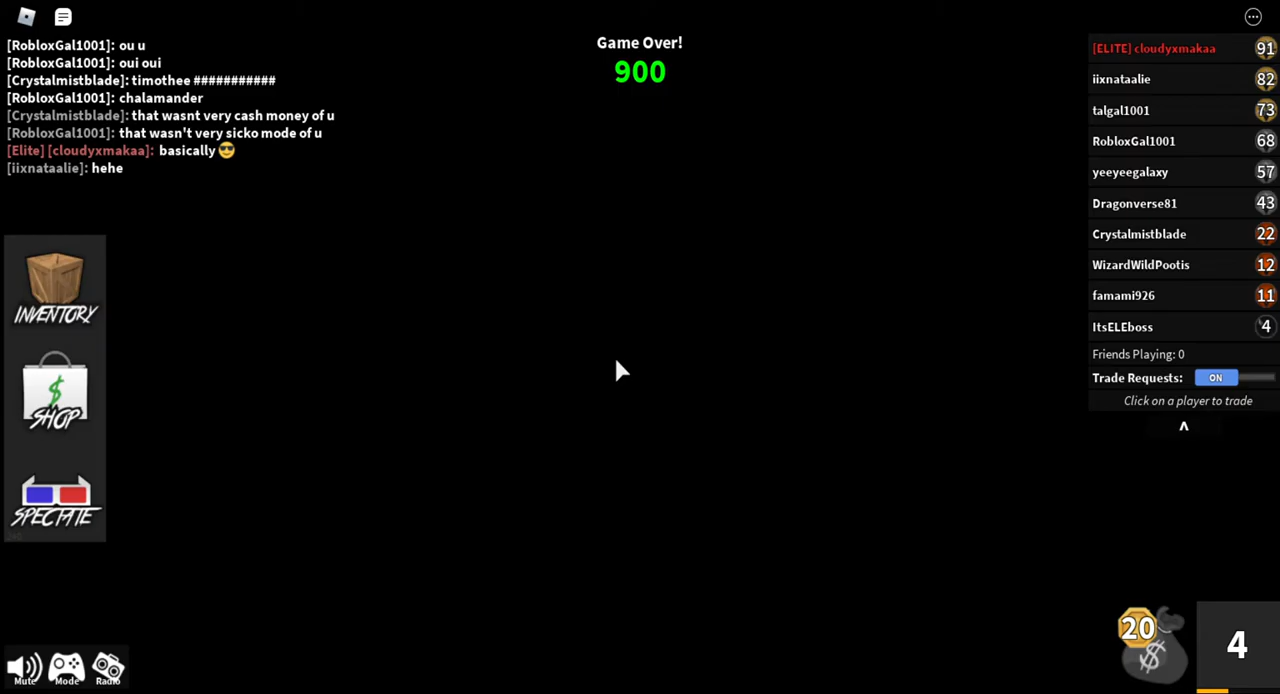 [RobloxGal1001]: ou u
[RobloxGal1001]: oui oui
[Crystalmistblade]: timothee ###########
[RobloxGal1001]: chalamander
[Crystalmistblade]: that wasnt very cash money of u
[RobloxGal1001]: that wasn't very sicko mode of u
[Elite] [cloudyxmakaa]: basically 😎
[iixnataalie]: hehe
Game Over!
900
[ELITE] cloudyxmakaa 91
iixnataalie 82
talgal1001 73
RobloxGal1001 68
yeeyeegalaxy 57
Dragonverse81 43
Crystalmistblade 22
WizardWildPootis 12
famami926 11
ItsELEboss 4
Friends Playing: 0
Trade Requests: ON
Click on a player to trade
^
INVENTORY
$
SHOP
SPECTATE
Mute Mode Radio
20
$
4